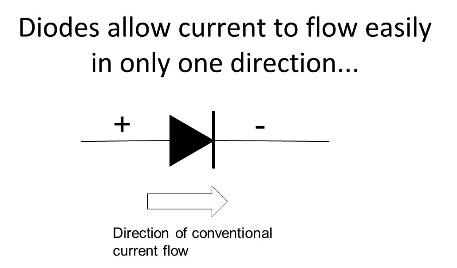 Diodes allow current to flow easily
in only one direction...
+ -
Direction of conventional
current flow